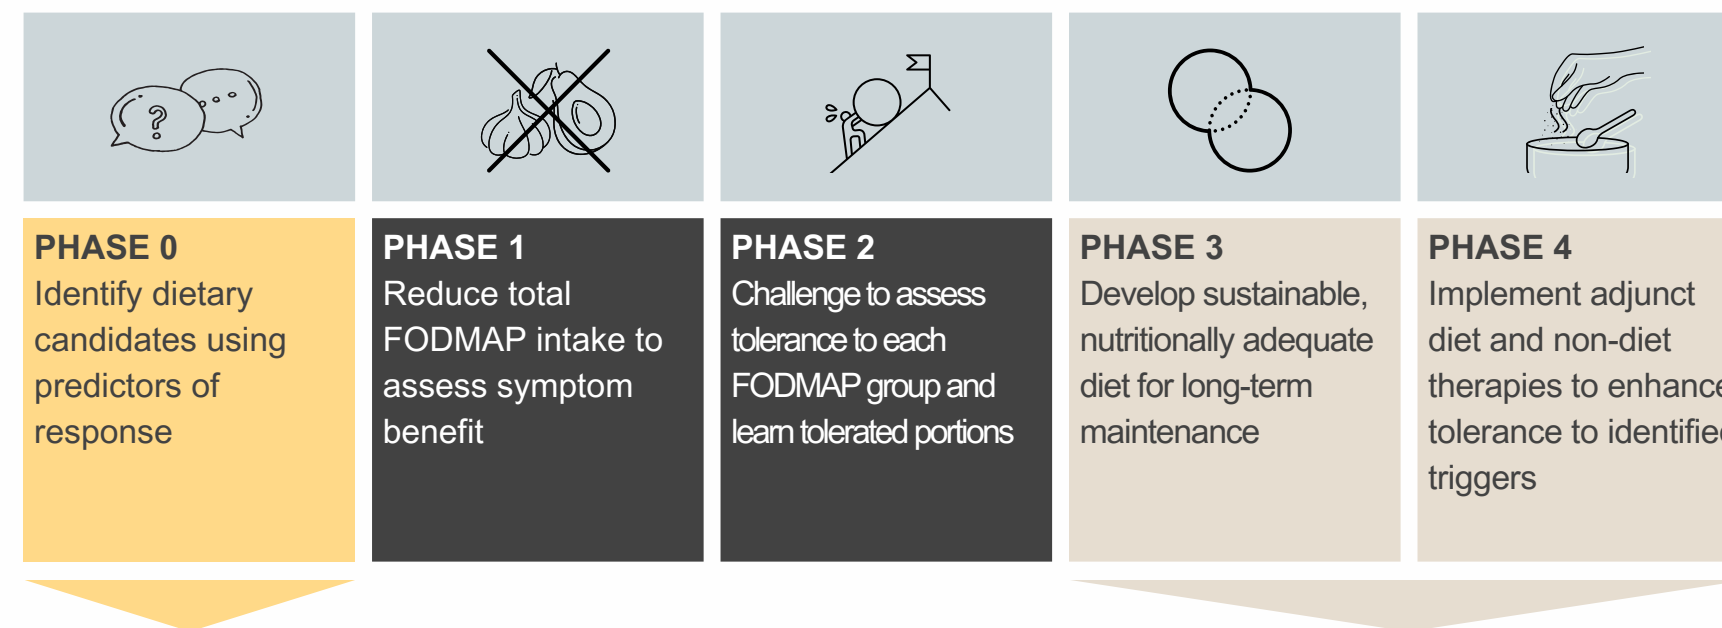 ?
PHASE 0
Identify dietary
candidates using
predictors of
response
PHASE 1
Reduce total
FODMAP intake to
assess symptom
benefit
PHASE 2
Challenge to assess
tolerance to each
FODMAP group and
learn tolerated portions
PHASE 3
Develop sustainable,
nutritionally adequate
diet for long-term
maintenance
PHASE 4
Implement adjunct
diet and non-diet
therapies to enhance
tolerance to identified
triggers